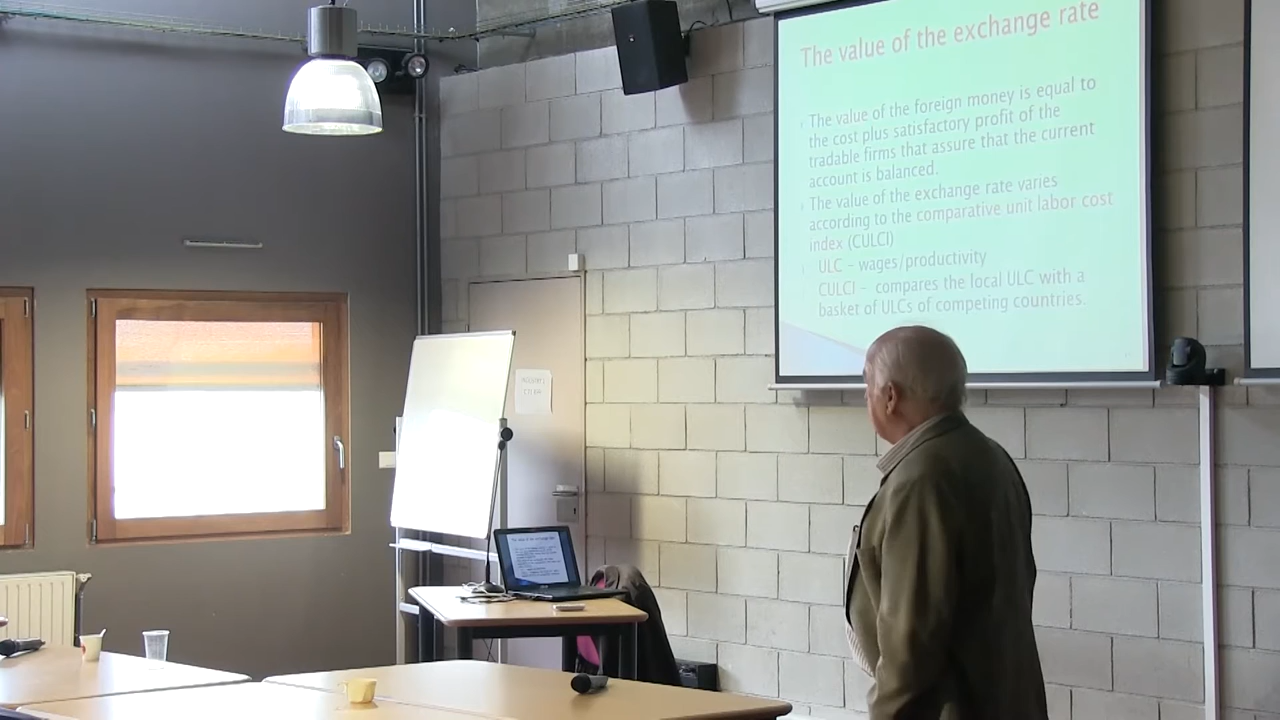 The value of the exchange rate
The value of the foreign money is equal to
the cost plus satisfactory profit of the
tradable firms that assure that the current
account is balanced.
The value of the exchange rate varies
according to the comparative unit labor cost
index (CULCI)
ULC – wages/productivity
CULCI – compares the local ULC with a
basket of ULCs of competing countries.